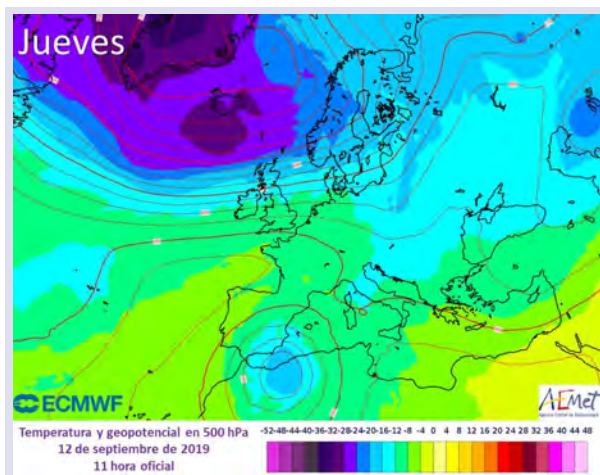 Jueves
ECMWF
AEMet
Temperatura y geopotencial en 500 hPa
12 de septiembre de 2019
11 hora oficial
-52 -48 -44 -40 -36 -32 -28 -24 -20 -16 -12 -8 -4 0 4 8 12 16 20 24 28 32 36 40 44 48